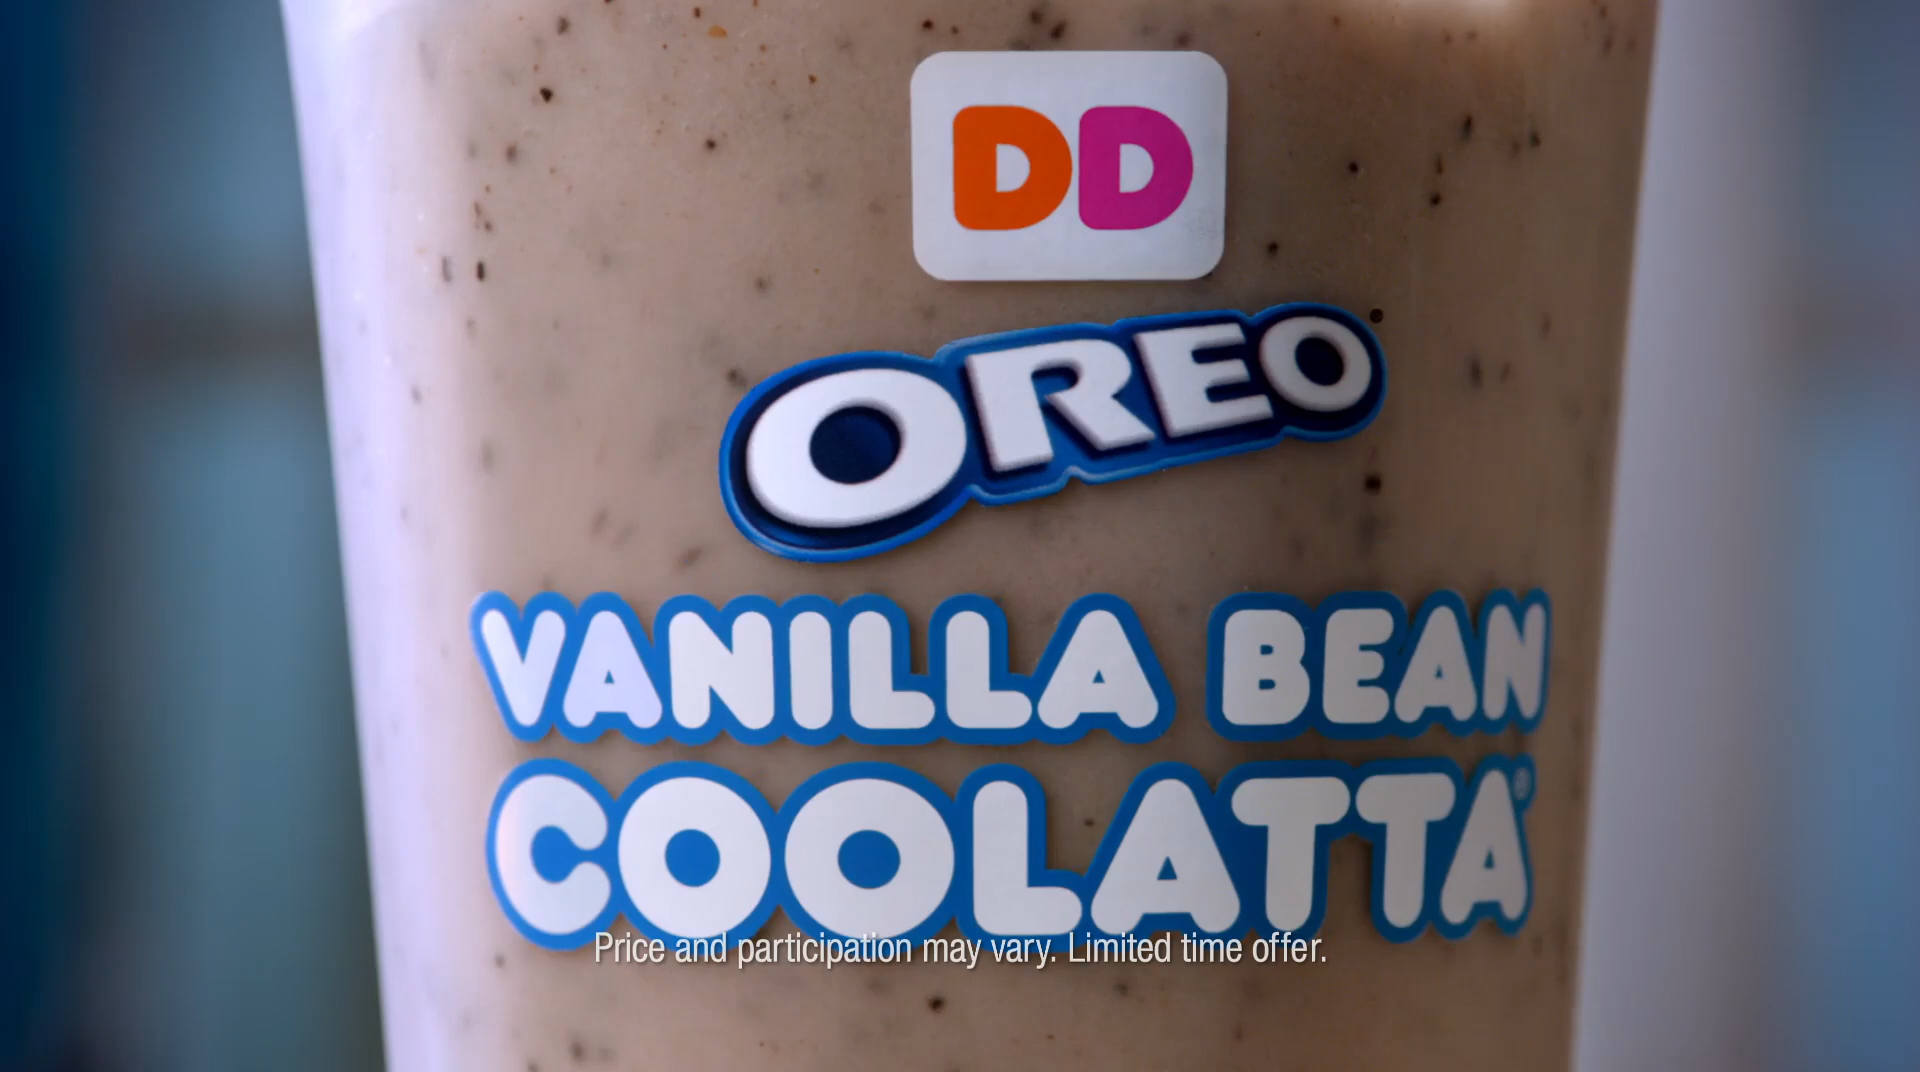 DD
OREO
VANILLA BEAN
COOLATTA®
Price and participation may vary. Limited time offer.